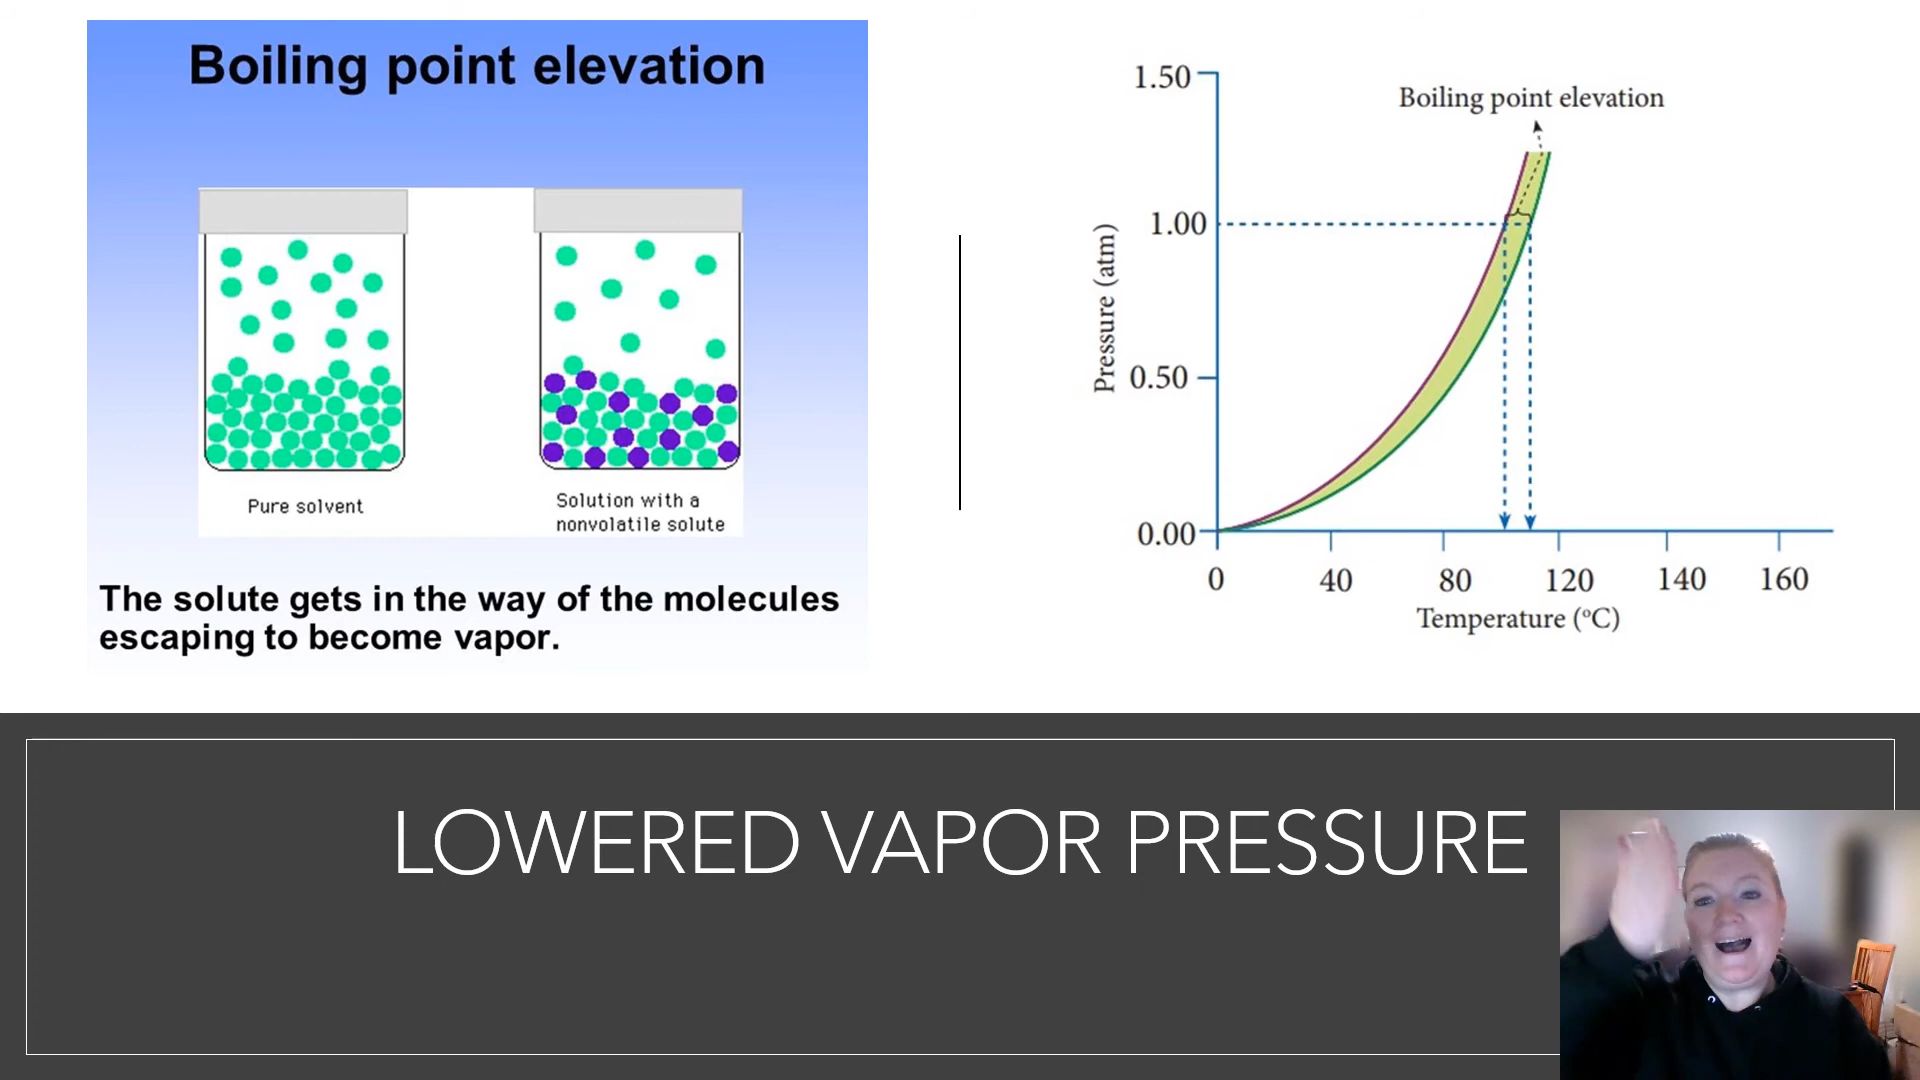 Boiling point elevation
Pure solvent
Solution with a
nonvolatile solute
The solute gets in the way of the molecules
escaping to become vapor.
1.50
Boiling point elevation
1.00
0.50
0.00
Pressure (atm)
0 40 80 120 140 160
Temperature (°C)
LOWERED VAPOR PRESSURE